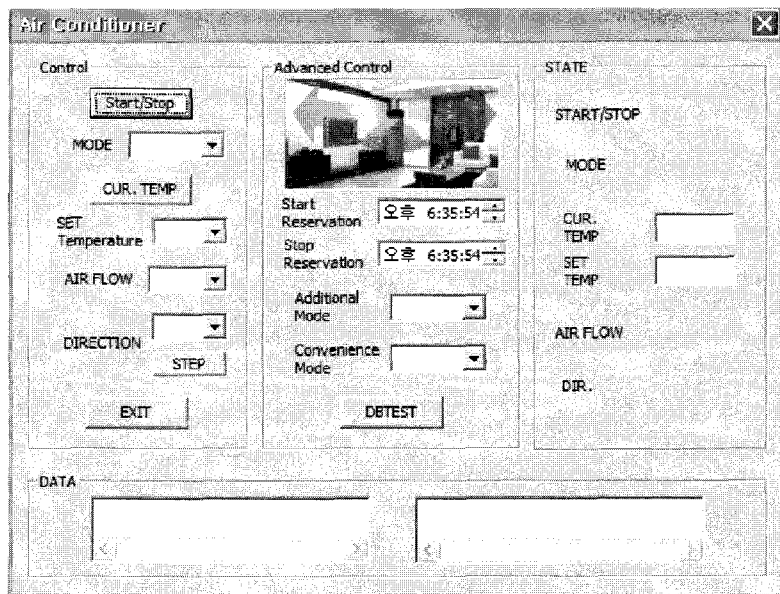 Air Conditioner
Control
Start/Stop
MODE
CUR. TEMP
SET
Temperature
AIR FLOW
DIRECTION
STEP
EXIT
Advanced Control
Start
Reservation
오후 6:35:54
Stop
Reservation
오후 6:35:54
Additional
Mode
Convenience
Mode
DBTEST
STATE
START/STOP
MODE
CUR.
TEMP
SET
TEMP
AIR FLOW
DIR.
DATA